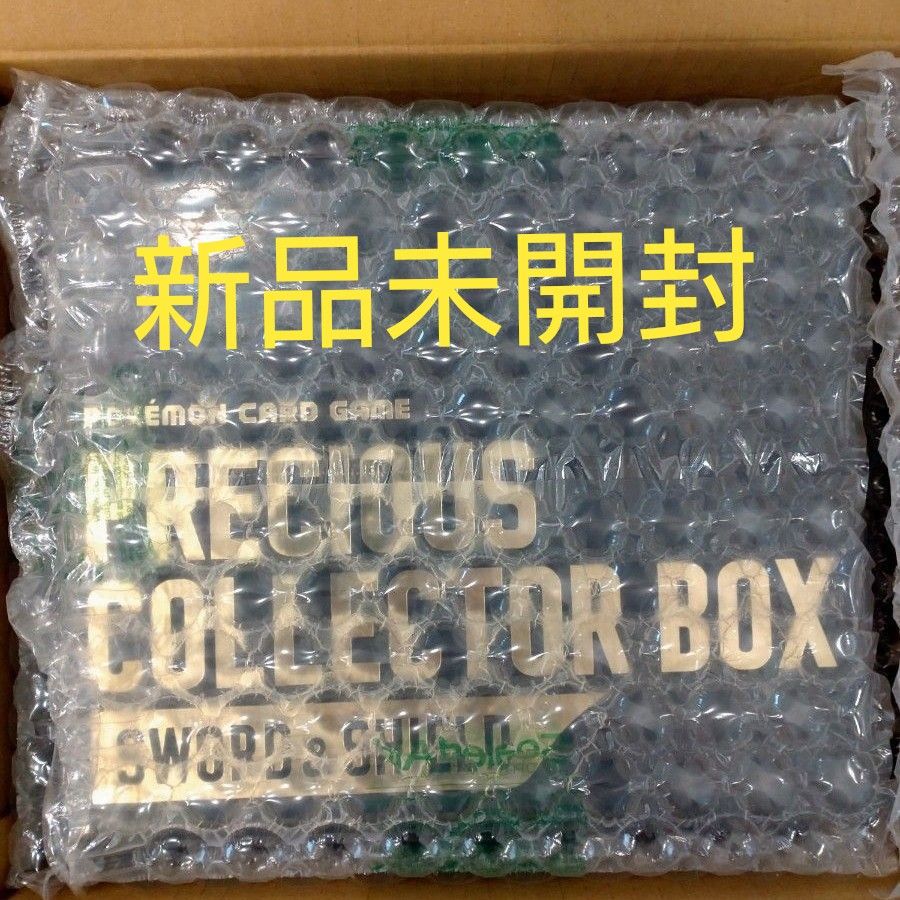 新品未開封
POKÉMON CARD GAME
PRECIOUS
COLLECTOR BOX
SWORD & SHIELD